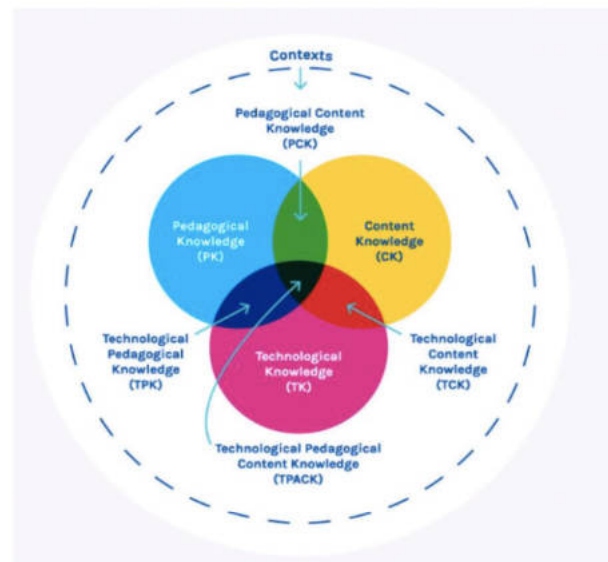 Contexts
Pedagogical Content
Knowledge
(PCK)
Pedagogical
Knowledge
(PK)
Content
Knowledge
(CK)
Technological
Pedagogical
Knowledge
(TPK)
Technological
Knowledge
(TK)
Technological
Content
Knowledge
(TCK)
Technological Pedagogical
Content Knowledge
(TPACK)